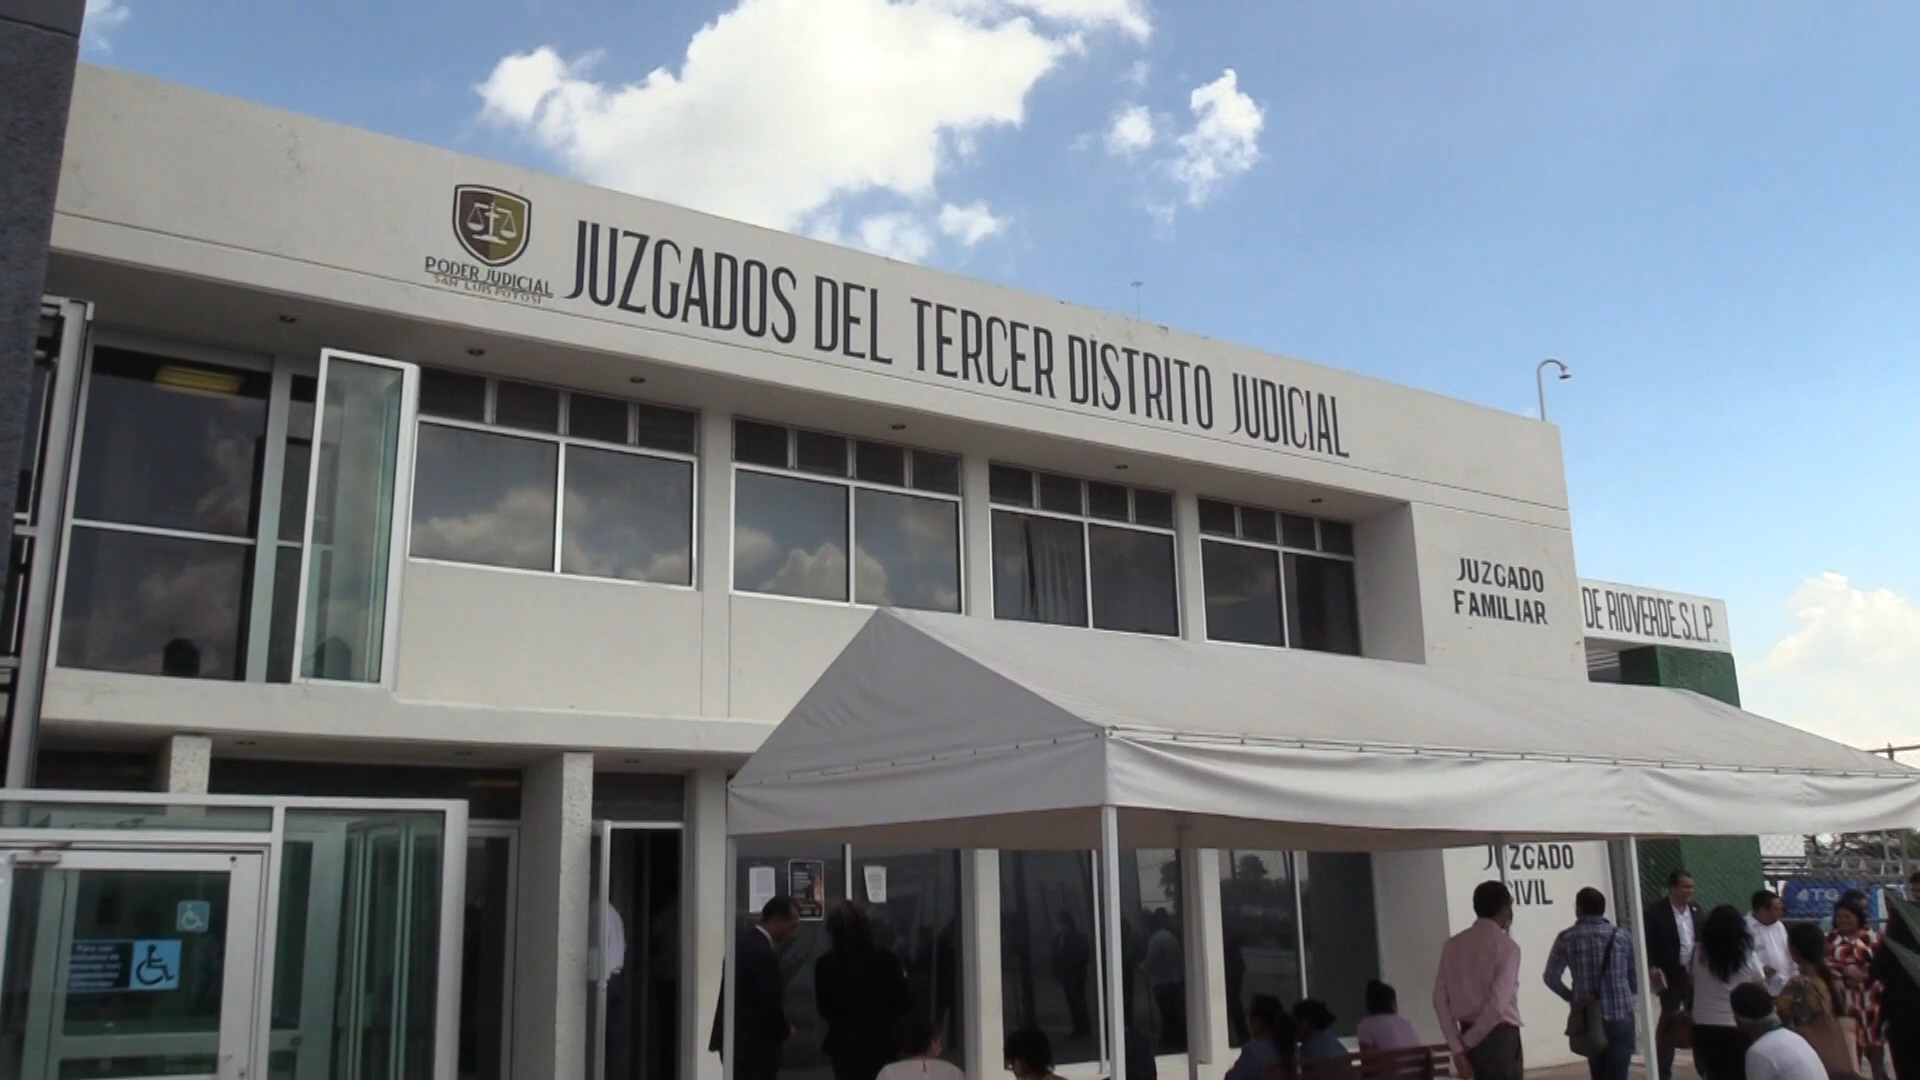 PODER JUDICIAL
SAN LUIS POTOSI
JUZGADOS DEL TERCER DISTRITO JUDICIAL
JUZGADO
FAMILIAR
DE RIOVERDE S.L.P.
JUZGADO
CIVIL